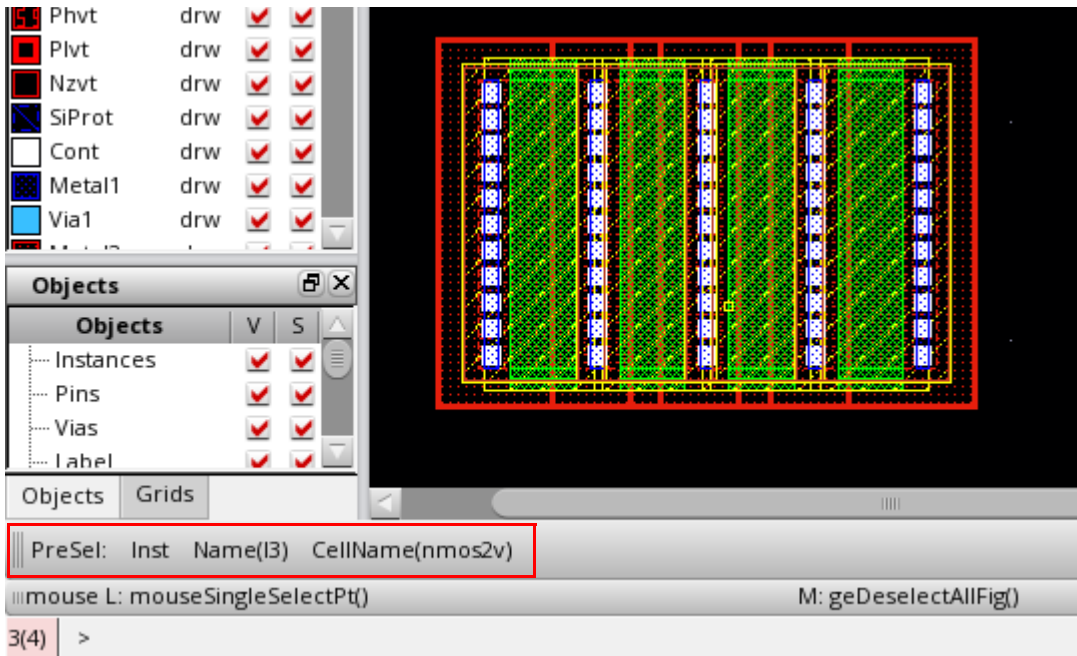 Phvt drw
Plvt drw
Nzvt drw
SiProt drw
Cont drw
Metal1 drw
Via1 drw
Objects
Objects V S
Instances
Pins
Vias
Label
Objects Grids
PreSel: Inst Name(I3) CellName(nmos2v)
mouse L: mouseSingleSelectPt() M: geDeselectAllFig()
3(4) >